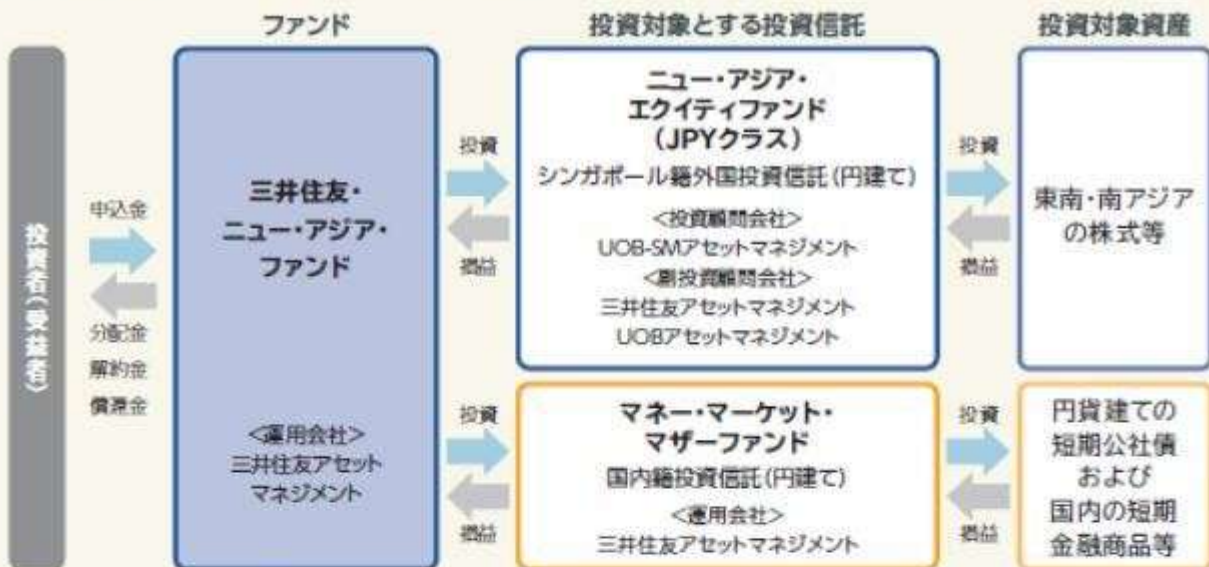 ファンド
投資対象とする投資信託
投資対象資産
投資者(受益者)
申込金
分配金
解約金
償還金
三井住友・
ニュー・アジア・
ファンド
<運用会社>
三井住友アセット
マネジメント
投資
損益
ニュー・アジア・
エクイティファンド
(JPYクラス)
シンガポール籍外国投資信託(円建て)
<投資顧問会社>
UOB-SMアセットマネジメント
<副投資顧問会社>
三井住友アセットマネジメント
UOBアセットマネジメント
投資
損益
東南・南アジア
の株式等
投資
損益
マネー・マーケット・
マザーファンド
国内籍投資信託(円建て)
<運用会社>
三井住友アセットマネジメント
投資
損益
円貨建ての
短期公社債
および
国内の短期
金融商品等